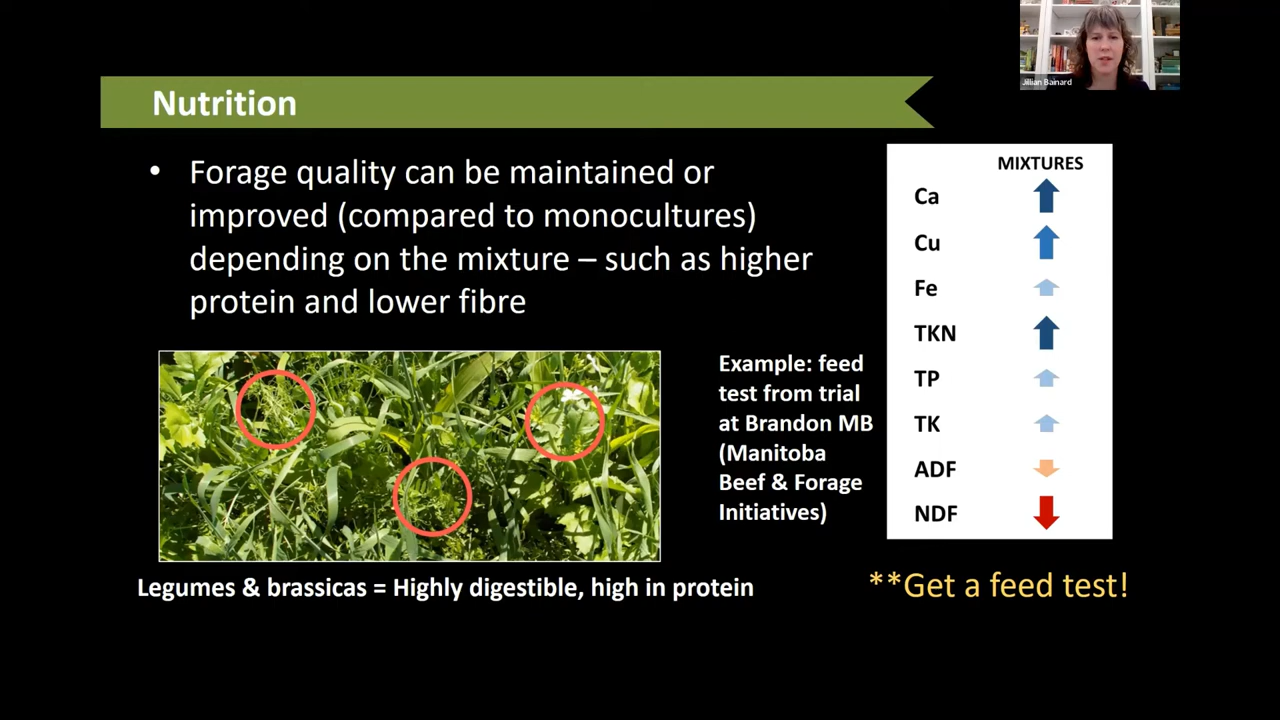 Jillian Bainard
Nutrition
• Forage quality can be maintained or
improved (compared to monocultures)
depending on the mixture – such as higher
protein and lower fibre
MIXTURES
Ca
Cu
Fe
TKN
TP
TK
ADF
NDF
Example: feed
test from trial
at Brandon MB
(Manitoba
Beef & Forage
Initiatives)
Legumes & brassicas = Highly digestible, high in protein
**Get a feed test!